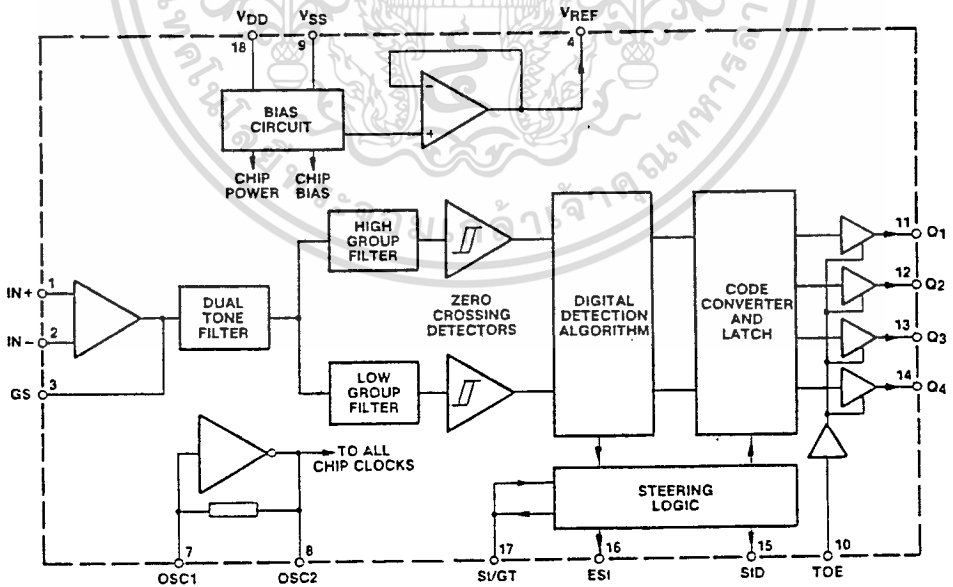 VDD
VSS
VREF
18
9
4
BIAS
CIRCUIT
−
+
CHIP
POWER
CHIP
BIAS
IN+
1
IN−
2
GS
3
DUAL
TONE
FILTER
HIGH
GROUP
FILTER
LOW
GROUP
FILTER
ZERO
CROSSING
DETECTORS
DIGITAL
DETECTION
ALGORITHM
CODE
CONVERTER
AND
LATCH
11
Q1
12
Q2
13
Q3
14
Q4
TO ALL
CHIP CLOCKS
STEERING
LOGIC
7
8
17
16
15
10
OSC1
OSC2
SI/GT
ESI
SID
TOE